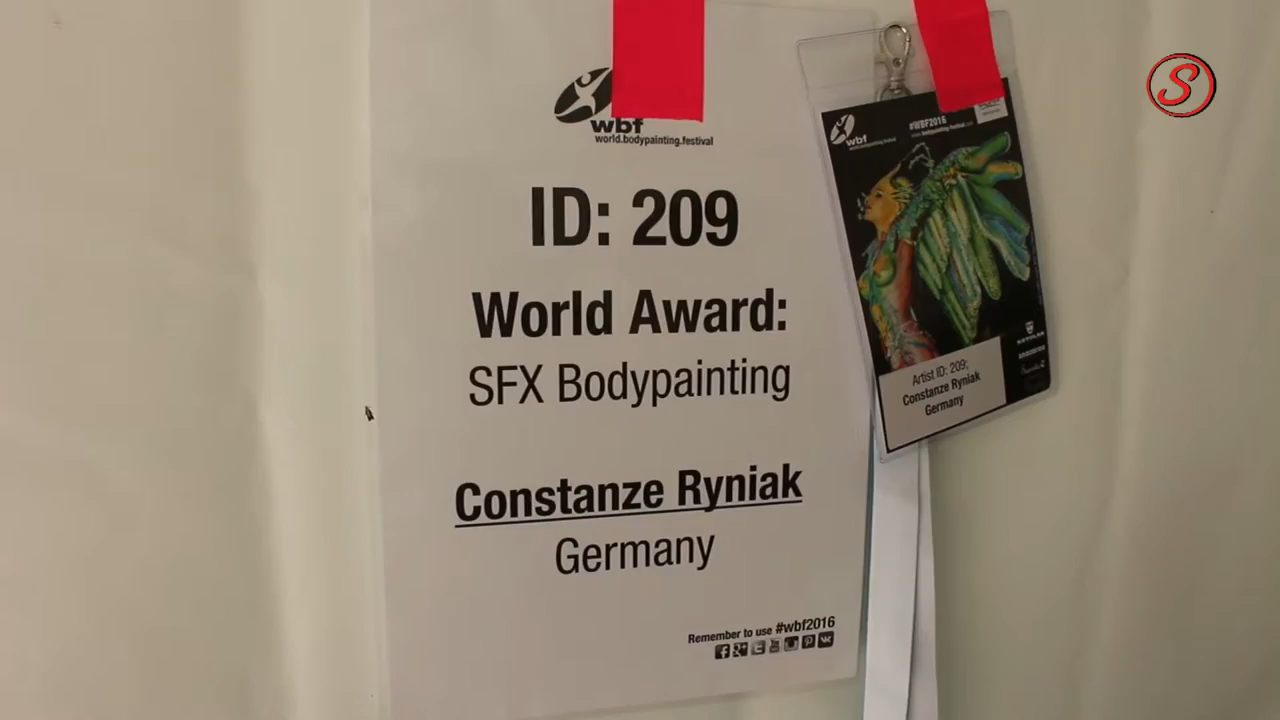 wbf
world.bodypainting.festival
ID: 209
World Award:
SFX Bodypainting
Constanze Ryniak
Germany
Remember to use #wbf2016
#WBF2016
wbf
Artist ID: 209;
Constanze Ryniak
Germany
S